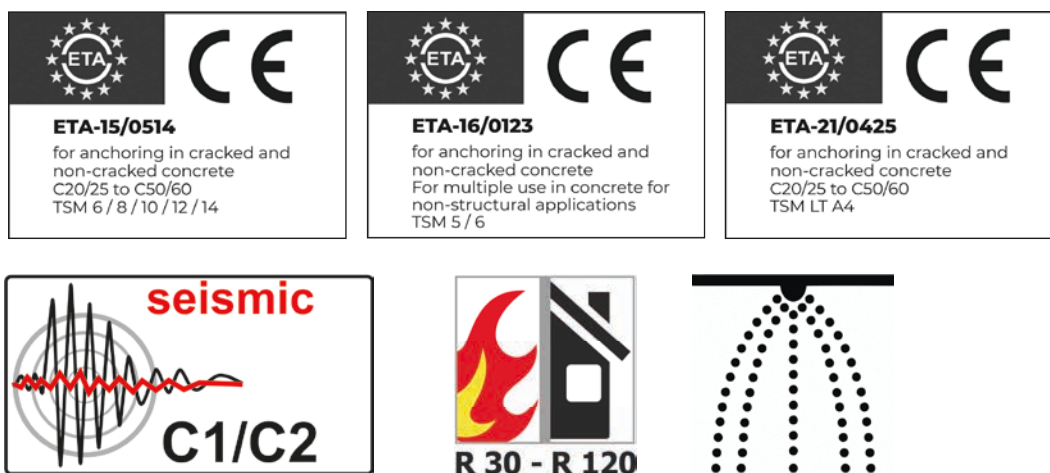 ETA
CE
ETA-15/0514
for anchoring in cracked and
non-cracked concrete
C20/25 to C50/60
TSM 6 / 8 / 10 / 12 / 14
ETA
CE
ETA-16/0123
for anchoring in cracked and
non-cracked concrete
For multiple use in concrete for
non-structural applications
TSM 5 / 6
ETA
CE
ETA-21/0425
for anchoring in cracked and
non-cracked concrete
C20/25 to C50/60
TSM LT A4
seismic
C1/C2
R 30 - R 120